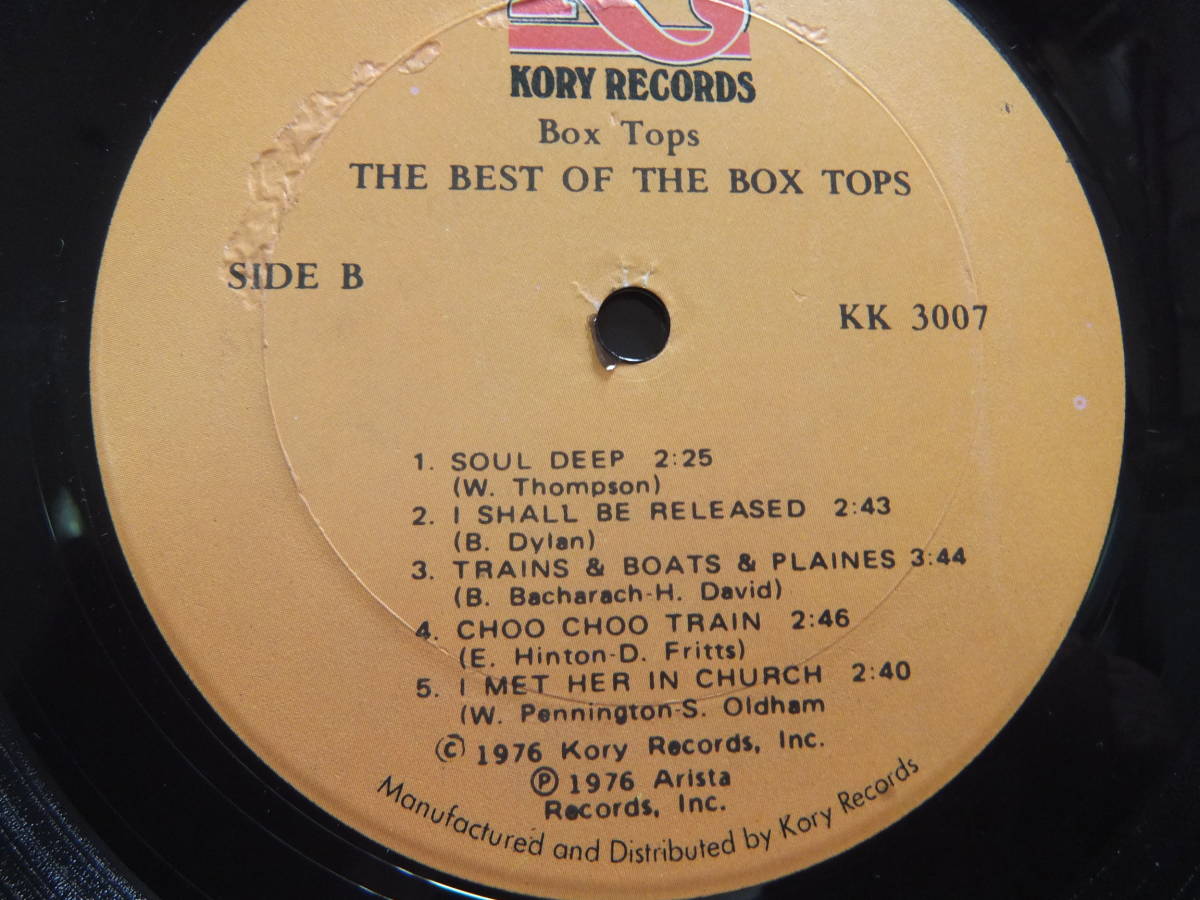 KORY RECORDS
Box Tops
THE BEST OF THE BOX TOPS
SIDE B
KK 3007
1. SOUL DEEP 2:25
(W. Thompson)
2. I SHALL BE RELEASED 2:43
(B. Dylan)
3. TRAINS & BOATS & PLAINES 3:44
(B. Bacharach-H. David)
4. CHOO CHOO TRAIN 2:46
(E. Hinton-D. Fritts)
5. I MET HER IN CHURCH 2:40
(W. Pennington-S. Oldham
© 1976 Kory Records, Inc.
℗ 1976 Arista
Records, Inc.
Manufactured and Distributed by Kory Records